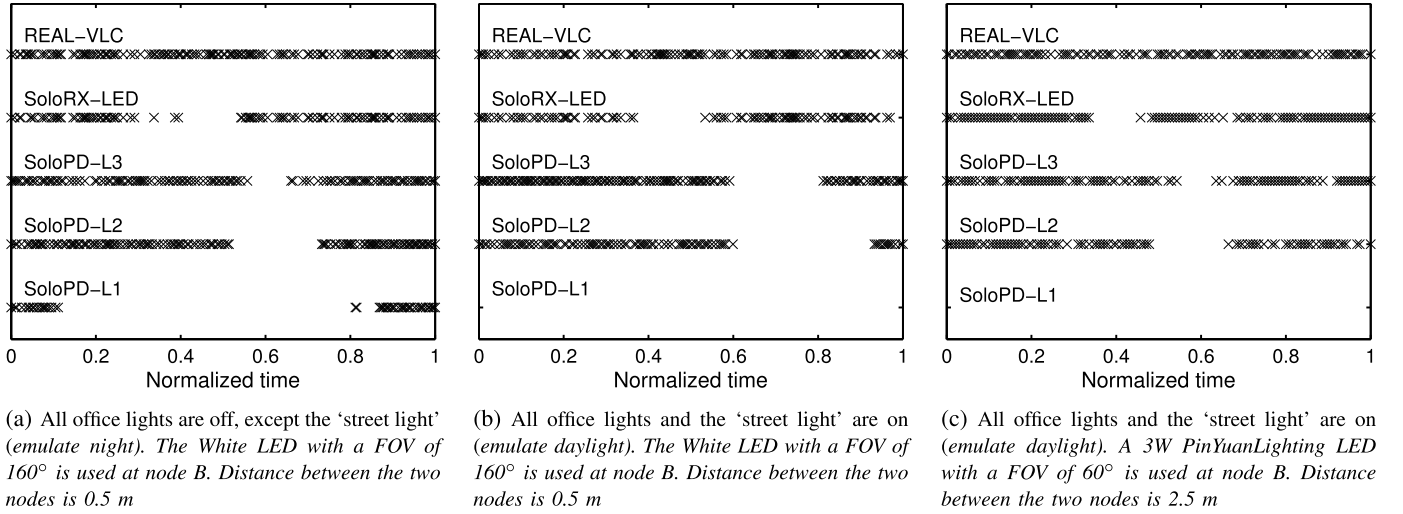 REAL−VLC
SoloRX−LED
SoloPD−L3
SoloPD−L2
SoloPD−L1
0 0.2 0.4 0.6 0.8 1
Normalized time
(a) All office lights are off, except the ‘street light’
(emulate night). The White LED with a FOV of
160° is used at node B. Distance between the two
nodes is 0.5 m
REAL−VLC
SoloRX−LED
SoloPD−L3
SoloPD−L2
SoloPD−L1
0 0.2 0.4 0.6 0.8 1
Normalized time
(b) All office lights and the ‘street light’ are on
(emulate daylight). The White LED with a FOV of
160° is used at node B. Distance between the two
nodes is 0.5 m
REAL−VLC
SoloRX−LED
SoloPD−L3
SoloPD−L2
SoloPD−L1
0 0.2 0.4 0.6 0.8 1
Normalized time
(c) All office lights and the ‘street light’ are on
(emulate daylight). A 3W PinYuanLighting LED
with a FOV of 60° is used at node B. Distance
between the two nodes is 2.5 m